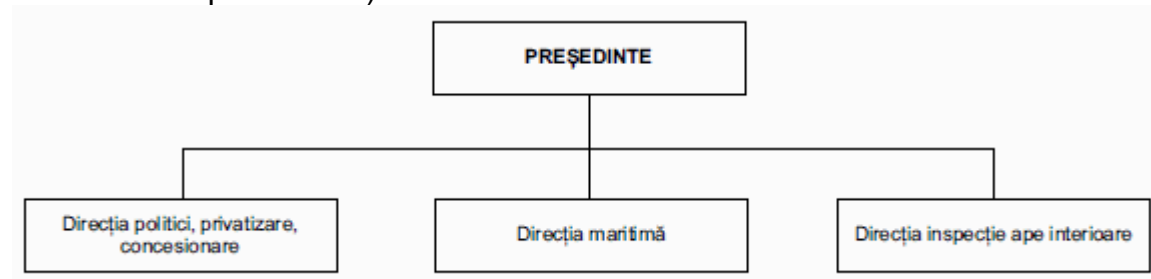 PREȘEDINTE
Direcția politici, privatizare,
concesionare
Direcția maritimă
Direcția inspecție ape interioare